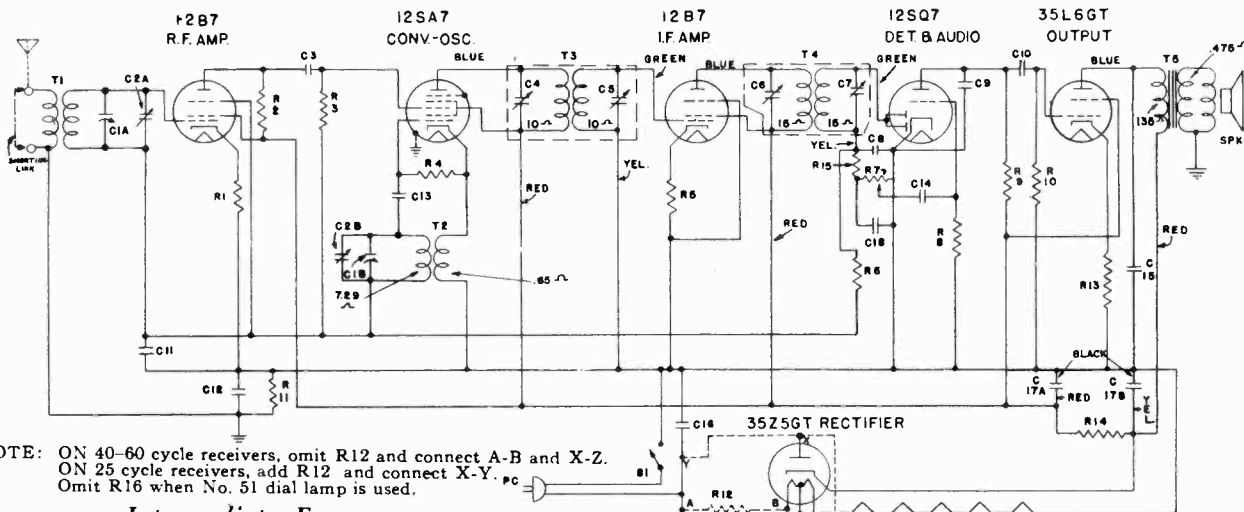 12B7
R.F. AMP.
12SA7
CONV.-OSC.
12B7
I.F. AMP.
12SQ7
DET. & AUDIO
35L6GT
OUTPUT
T1
C2A
C1A
SHORTING
LINK
R1
R2
C3
R3
BLUE
R4
C13
C2B
C1B
T2
7.29
Ω
.65 Ω
T3
C4
C5
10 Ω
10 Ω
RED
YEL.
GREEN
BLUE
R5
T4
C6
C7
16 Ω
16 Ω
RED
YEL.
GREEN
C8
R15
R7
C14
C18
R6
R8
C9
C10
R9
R10
BLUE
R13
T5
.475 Ω
136
SPK
RED
C15
C11
C12
R11
BLACK
C17A
C17B
RED
YEL
R14
C16
35Z5GT RECTIFIER
X
Y
S1
PC
A
R12
B
OTE: ON 40-60 cycle receivers, omit R12 and connect A-B and X-Z.
ON 25 cycle receivers, add R12 and connect X-Y.
Omit R16 when No. 51 dial lamp is used.